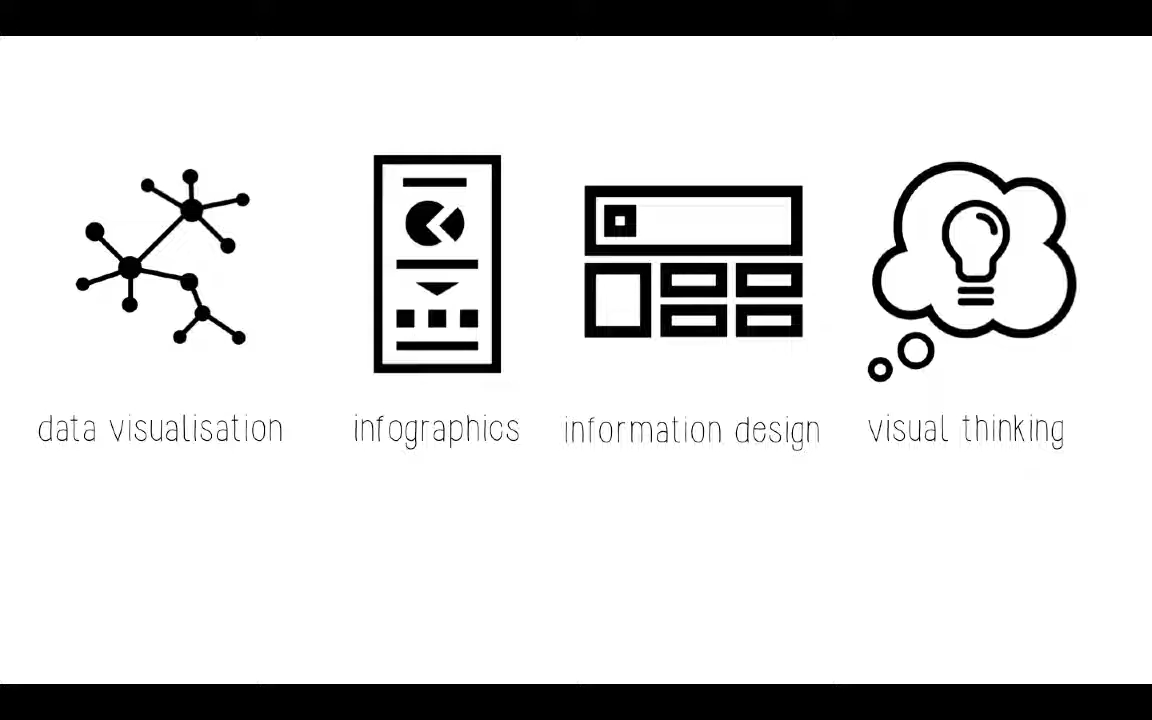 data visualisation
infographics
information design
visual thinking